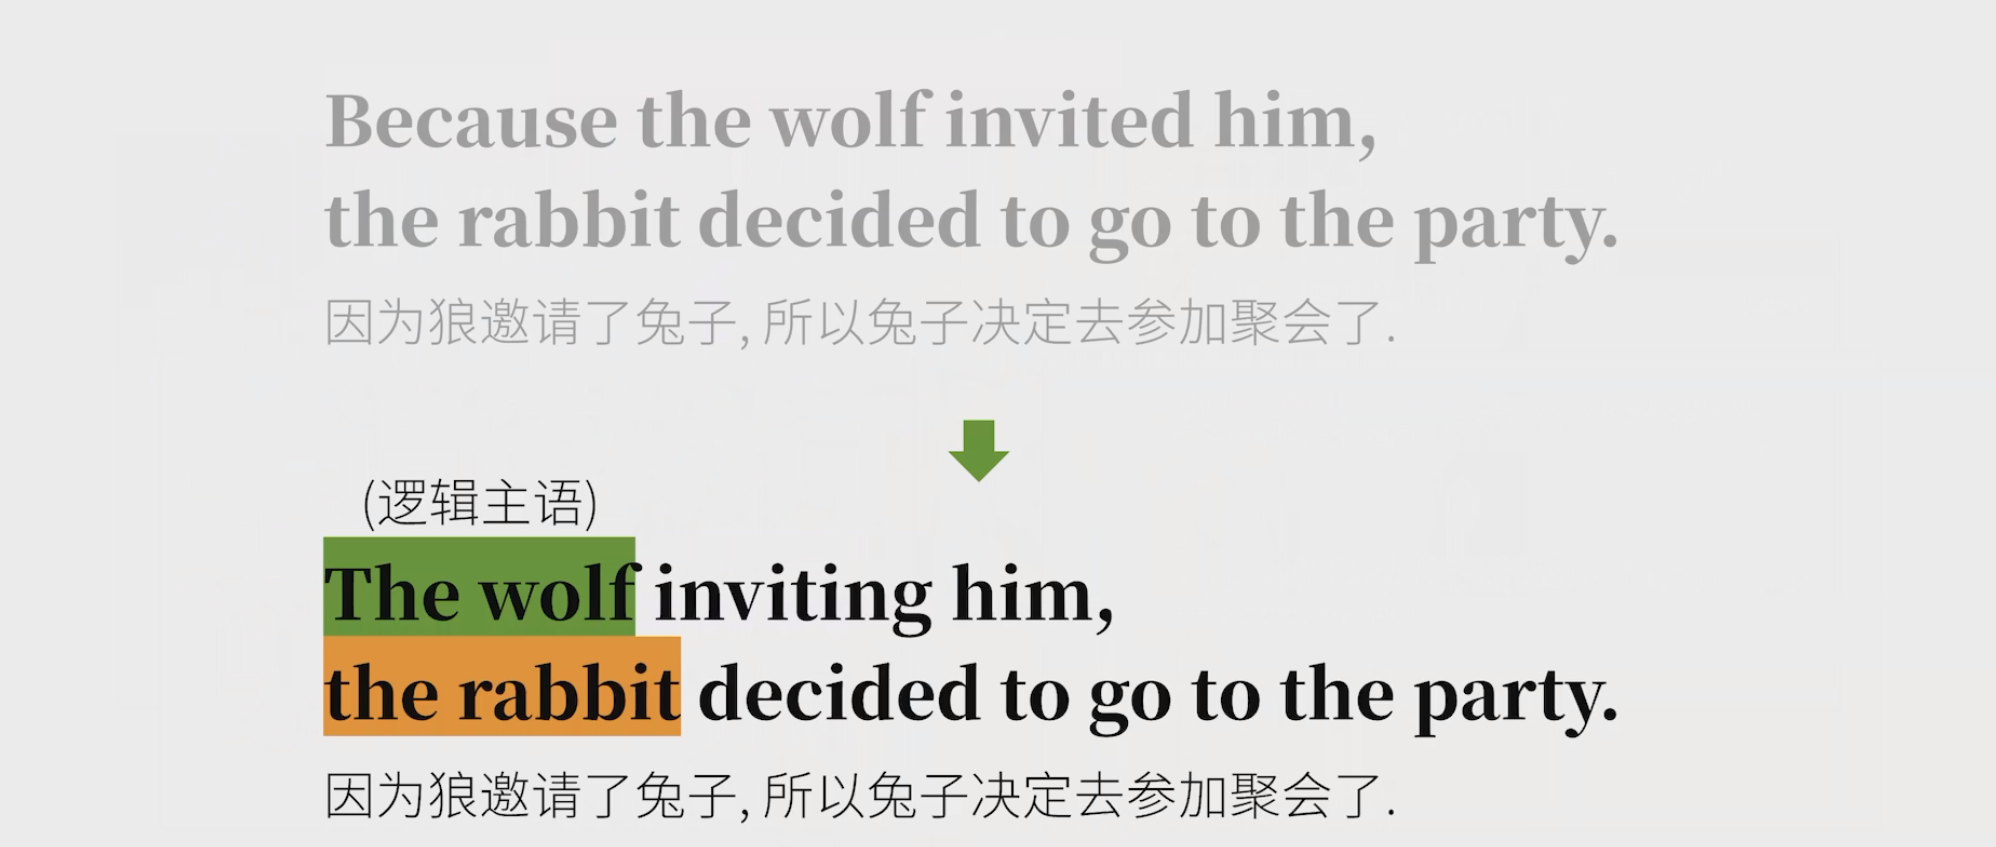 Because the wolf invited him,
the rabbit decided to go to the party.
因为狼邀请了兔子, 所以兔子决定去参加聚会了.
(逻辑主语)
The wolf inviting him,
the rabbit decided to go to the party.
因为狼邀请了兔子, 所以兔子决定去参加聚会了.